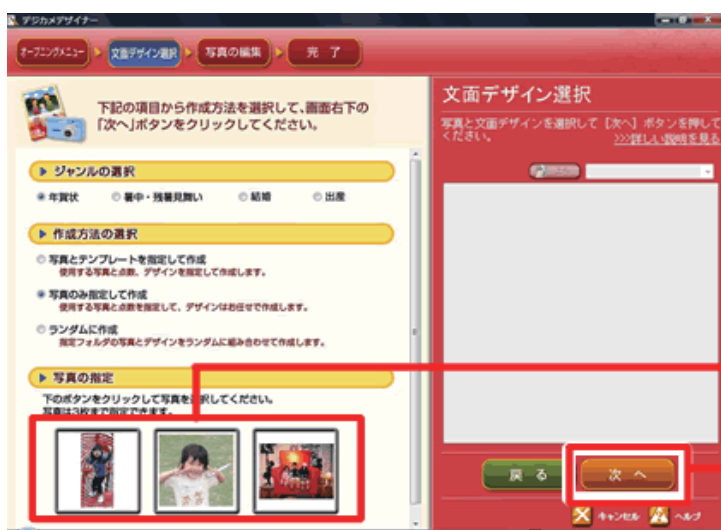 デジカメデザイナー
オープニングメニュー
文面デザイン選択
写真の編集
完 了
下記の項目から作成方法を選択して、画面右下の
「次へ」ボタンをクリックしてください。
ジャンルの選択
年賀状 暑中・残暑見舞い 結婚 出産
作成方法の選択
写真とテンプレートを指定して作成
使用する写真と点数、デザインを指定して作成します。
写真のみ指定して作成
使用する写真と点数を指定して、デザインはお任せで作成します。
ランダムに作成
指定フォルダの写真とデザインをランダムに組み合わせて作成します。
写真の指定
下のボタンをクリックして写真を選択してください。
写真は3枚まで指定できます。
文面デザイン選択
写真と文面デザインを選択して［次へ］ボタンを押して
ください。
>>>詳しい説明を見る
戻 る
次 へ
キャンセル
ヘルプ